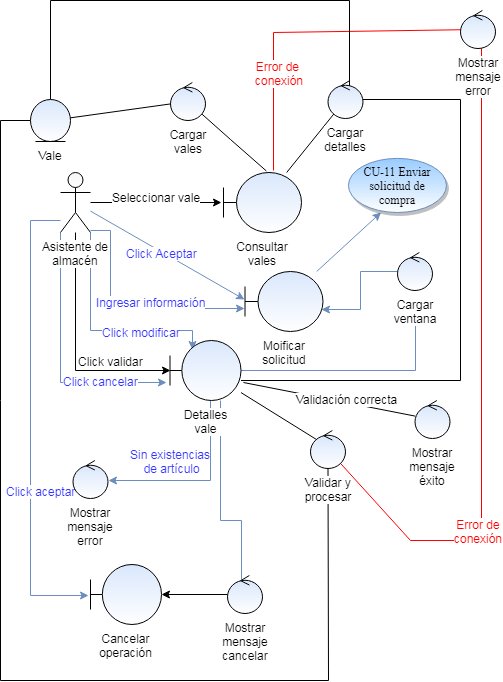 Mostrar
mensaje
error
Error de
conexión
Vale
Cargar
vales
Cargar
detalles
CU-11 Enviar
solicitud de
compra
Seleccionar vale
Consultar
vales
Asistente de
almacén
Click Aceptar
Ingresar información
Cargar
ventana
Moificar
solicitud
Click modificar
Click validar
Click cancelar
Detalles
vale
Validación correcta
Mostrar
mensaje
éxito
Sin existencias
de artículo
Validar y
procesar
Click aceptar
Mostrar
mensaje
error
Error de
conexión
Cancelar
operación
Mostrar
mensaje
cancelar